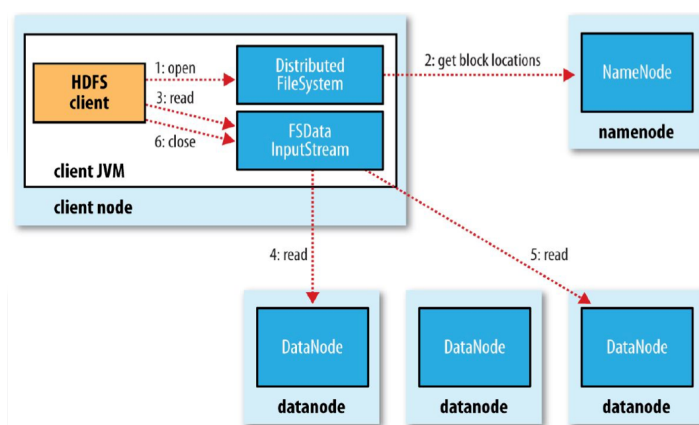 1: open
Distributed
FileSystem
2: get block locations
NameNode
namenode
HDFS
client
3: read
6: close
FSData
InputStream
client JVM
client node
4: read
5: read
DataNode
datanode
DataNode
datanode
DataNode
datanode